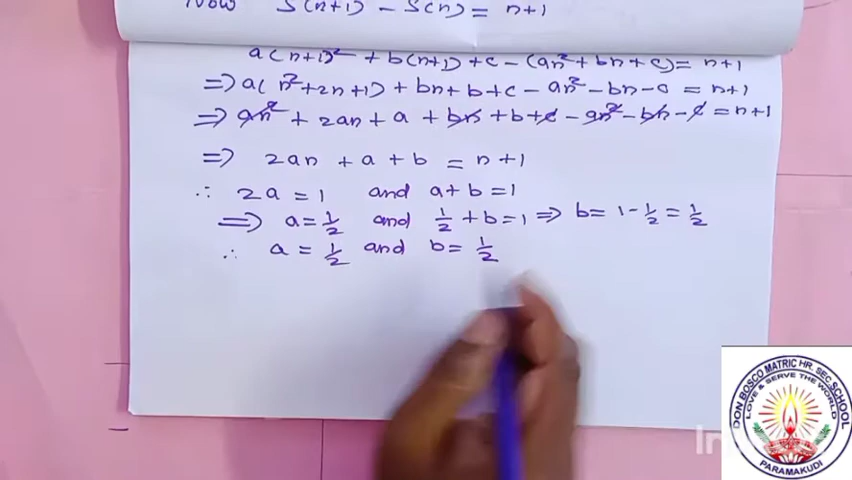 Now S(n+1) - S(n) = n+1
a(n+1)² + b(n+1) + c - (an² + bn + c) = n+1
⇒ a(n²+2n+1) + bn + b + c - an² - bn - c = n+1
⇒ an² + 2an + a + bn + b + c - an² - bn - c = n+1
⇒ 2an + a + b = n+1
∴ 2a = 1 and a+b = 1
⇒ a = 1/2 and 1/2 + b = 1 ⇒ b = 1 - 1/2 = 1/2
∴ a = 1/2 and b = 1/2
DON BOSCO MATRIC HR. SEC SCHOOL
LOVE & SERVE THE WORLD
PARAMAKUDI